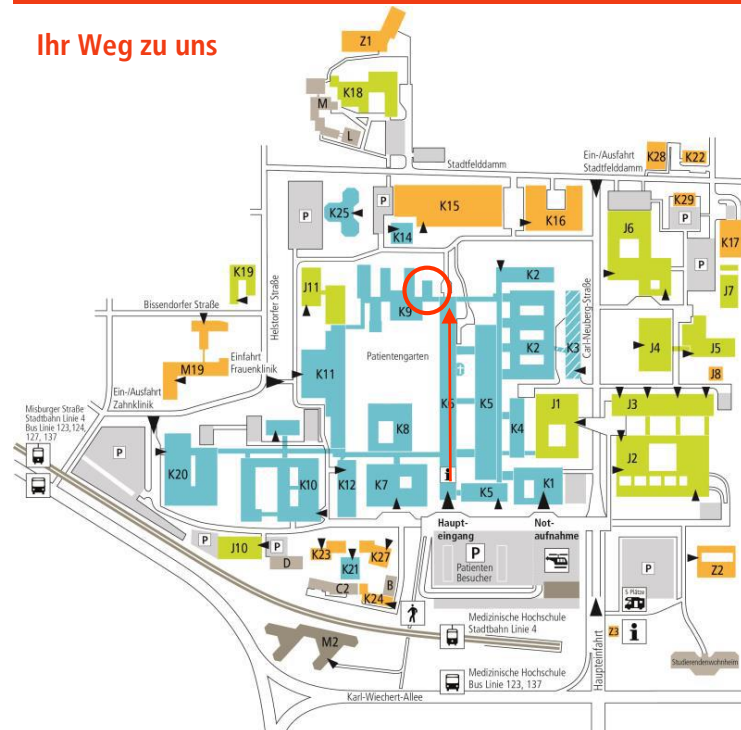 Ihr Weg zu uns
Z1
K18
M
L
Stadtfelddamm
Ein-/Ausfahrt
Stadtfelddamm
K28
K22
P
K25
P
K15
K14
K16
K29
P
K17
J6
P
J7
K19
J11
Helstorfer Straße
Bissendorfer Straße
K9
K2
K2
K3
Carl-Neuberg-Straße
J4
J5
J8
Patientengarten
M19
Einfahrt
Frauenklinik
K11
Ein-/Ausfahrt
Zahnklinik
K6
K5
K4
J1
J3
J2
K8
Misburger Straße
Stadtbahn Linie 4
Bus Linie 123,124,
127, 137
P
K20
K10
K12
K7
i
K5
K1
Haupt-
eingang
Not-
aufnahme
P
Patienten
Besucher
P
J10
P
D
K23
K21
K27
C2
B
K24
P
5 Plätze
Z2
Z3
i
Haupteinfahrt
Medizinische Hochschule
Stadtbahn Linie 4
M2
Medizinische Hochschule
Bus Linie 123, 137
Studierendenwohnheim
Karl-Wiechert-Allee